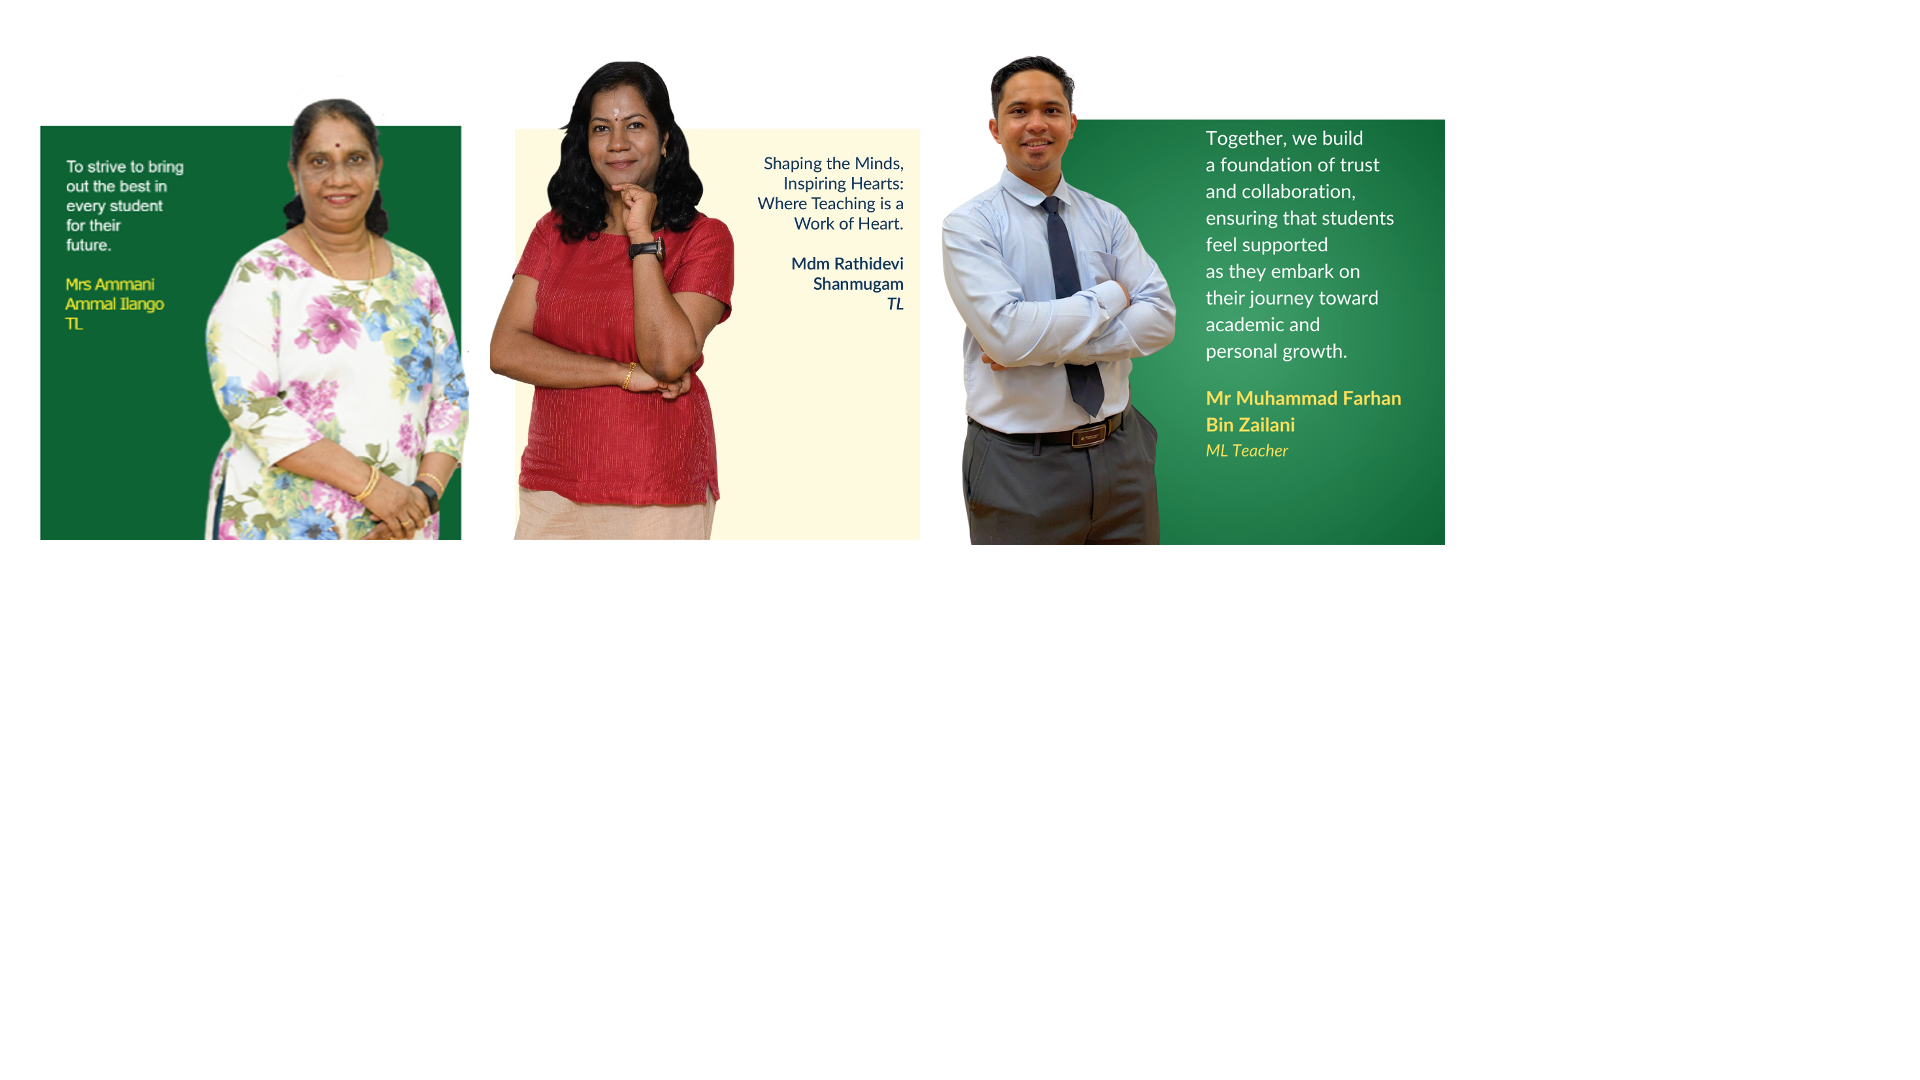 To strive to bring
out the best in
every student
for their
future.
Mrs Ammani
Ammal Ilango
TL
Shaping the Minds,
Inspiring Hearts:
Where Teaching is a
Work of Heart.
Mdm Rathidevi
Shanmugam
TL
Together, we build
a foundation of trust
and collaboration,
ensuring that students
feel supported
as they embark on
their journey toward
academic and
personal growth.
Mr Muhammad Farhan
Bin Zailani
ML Teacher